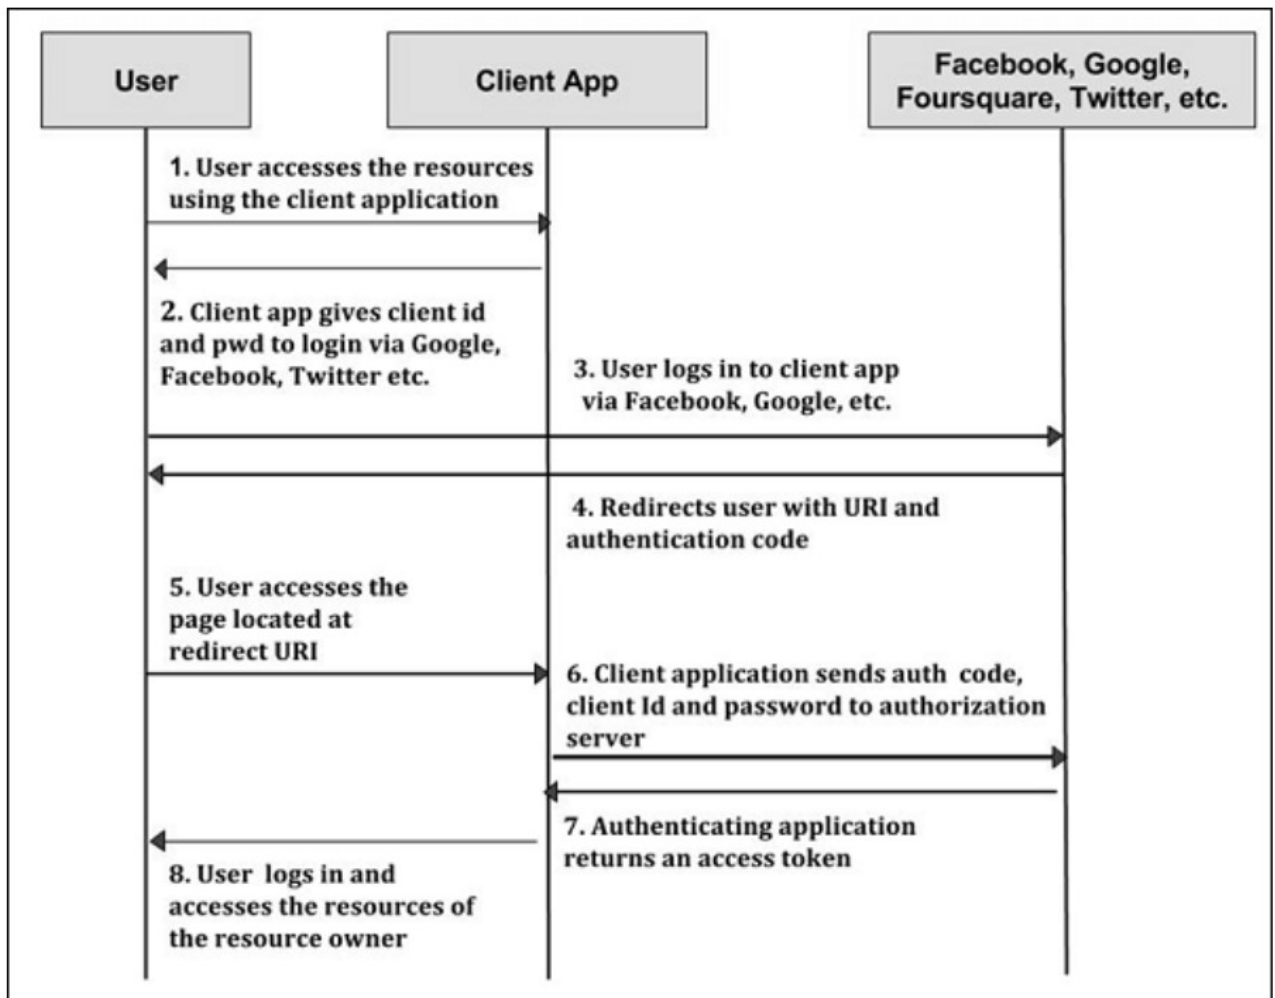 User
Client App
Facebook, Google,
Foursquare, Twitter, etc.
1. User accesses the resources
using the client application
2. Client app gives client id
and pwd to login via Google,
Facebook, Twitter etc.
3. User logs in to client app
via Facebook, Google, etc.
4. Redirects user with URI and
authentication code
5. User accesses the
page located at
redirect URI
6. Client application sends auth code,
client Id and password to authorization
server
7. Authenticating application
returns an access token
8. User logs in and
accesses the resources of
the resource owner